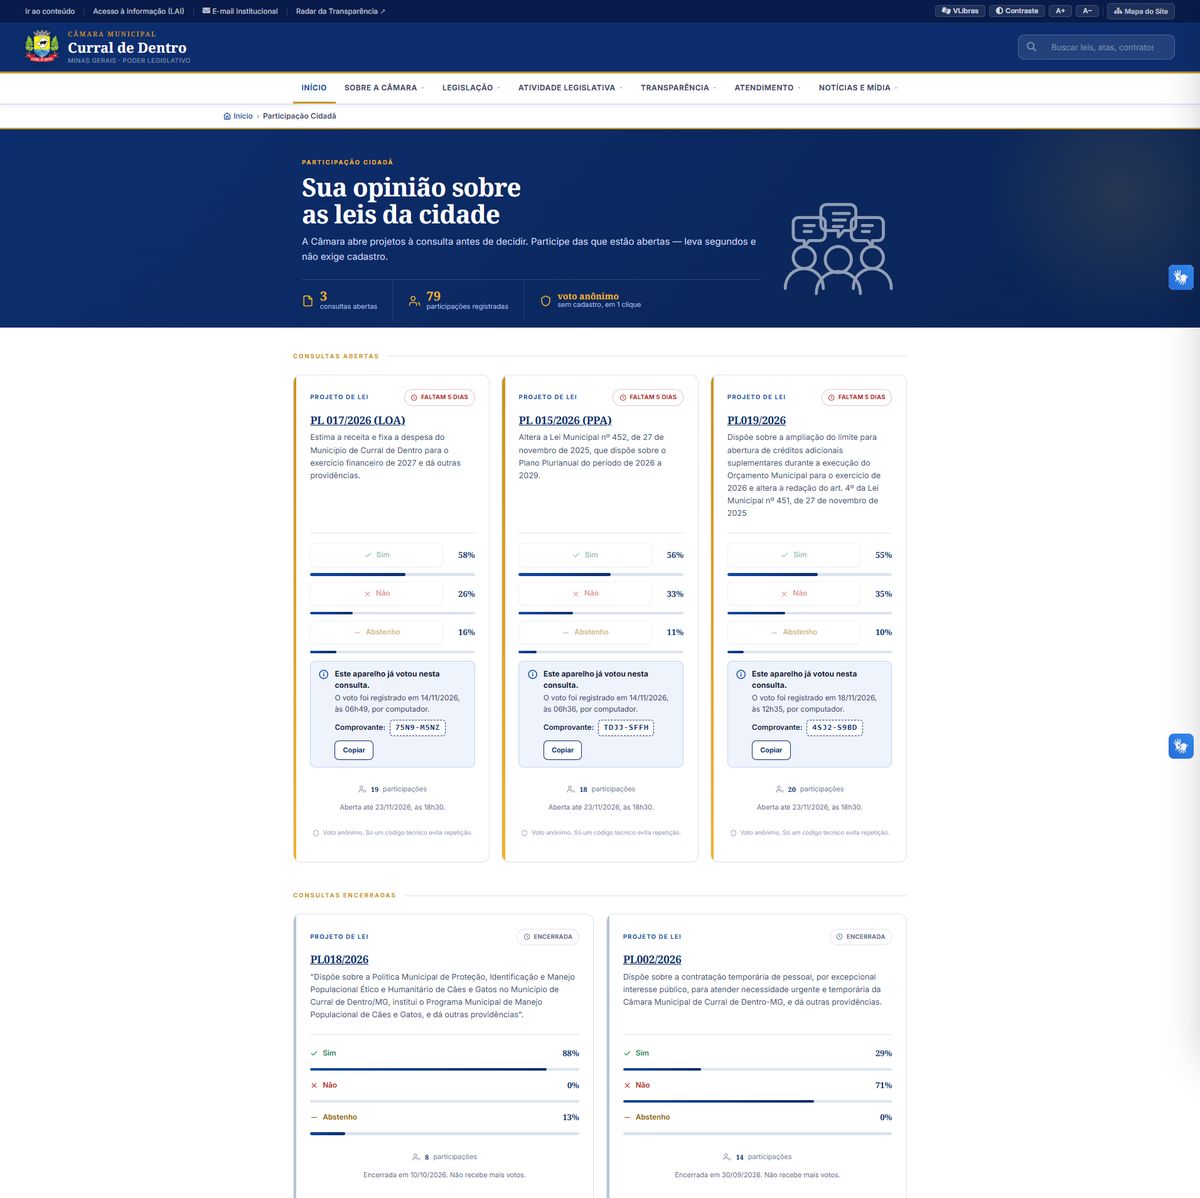 Ir ao conteúdo
Acesso à Informação (LAI)
E-mail Institucional
Radar da Transparência ↗
VLibras
Contraste
A+
A−
Mapa do Site
CÂMARA MUNICIPAL
Curral de Dentro
MINAS GERAIS · PODER LEGISLATIVO
Buscar leis, atas, contratos
INÍCIO
SOBRE A CÂMARA
LEGISLAÇÃO
ATIVIDADE LEGISLATIVA
TRANSPARÊNCIA
ATENDIMENTO
NOTÍCIAS E MÍDIA
Início › Participação Cidadã
PARTICIPAÇÃO CIDADÃ
Sua opinião sobre
as leis da cidade
A Câmara abre projetos à consulta antes de decidir. Participe das que estão abertas — leva segundos e
não exige cadastro.
3
consultas abertas
79
participações registradas
voto anônimo
sem cadastro, em 1 clique
CONSULTAS ABERTAS
PROJETO DE LEI
FALTAM 5 DIAS
PL 017/2026 (LOA)
Estima a receita e fixa a despesa do
Município de Curral de Dentro para o
exercício financeiro de 2027 e dá outras
providências.
Sim 58%
Não 26%
Abstenho 16%
Este aparelho já votou nesta
consulta.
O voto foi registrado em 14/11/2026,
às 06h49, por computador.
Comprovante: 75N9-M5NZ
Copiar
19 participações
Aberta até 23/11/2026, às 18h30.
Voto anônimo. Só um código técnico evita repetição.
PROJETO DE LEI
FALTAM 5 DIAS
PL 015/2026 (PPA)
Altera a Lei Municipal nº 452, de 27 de
novembro de 2025, que dispõe sobre o
Plano Plurianual do período de 2026 a
2029.
Sim 56%
Não 33%
Abstenho 11%
Este aparelho já votou nesta
consulta.
O voto foi registrado em 14/11/2026,
às 06h36, por computador.
Comprovante: TDJJ-SFFH
Copiar
18 participações
Aberta até 23/11/2026, às 18h30.
Voto anônimo. Só um código técnico evita repetição.
PROJETO DE LEI
FALTAM 5 DIAS
PL019/2026
Dispõe sobre a ampliação do limite para
abertura de créditos adicionais
suplementares durante a execução do
Orçamento Municipal para o exercício de
2026 e altera a redação do art. 4º da Lei
Municipal nº 451, de 27 de novembro de
2025
Sim 55%
Não 35%
Abstenho 10%
Este aparelho já votou nesta
consulta.
O voto foi registrado em 18/11/2026,
às 12h35, por computador.
Comprovante: 4SJ2-S9BD
Copiar
20 participações
Aberta até 23/11/2026, às 18h30.
Voto anônimo. Só um código técnico evita repetição.
CONSULTAS ENCERRADAS
PROJETO DE LEI
ENCERRADA
PL018/2026
"Dispõe sobre a Política Municipal de Proteção, Identificação e Manejo
Populacional Ético e Humanitário de Cães e Gatos no Município de
Curral de Dentro/MG, institui o Programa Municipal de Manejo
Populacional de Cães e Gatos, e dá outras providências".
Sim 88%
Não 0%
Abstenho 13%
8 participações
Encerrada em 10/10/2026. Não recebe mais votos.
PROJETO DE LEI
ENCERRADA
PL002/2026
Dispõe sobre a contratação temporária de pessoal, por excepcional
interesse público, para atender necessidade urgente e temporária da
Câmara Municipal de Curral de Dentro-MG, e dá outras providências.
Sim 29%
Não 71%
Abstenho 0%
14 participações
Encerrada em 30/09/2026. Não recebe mais votos.